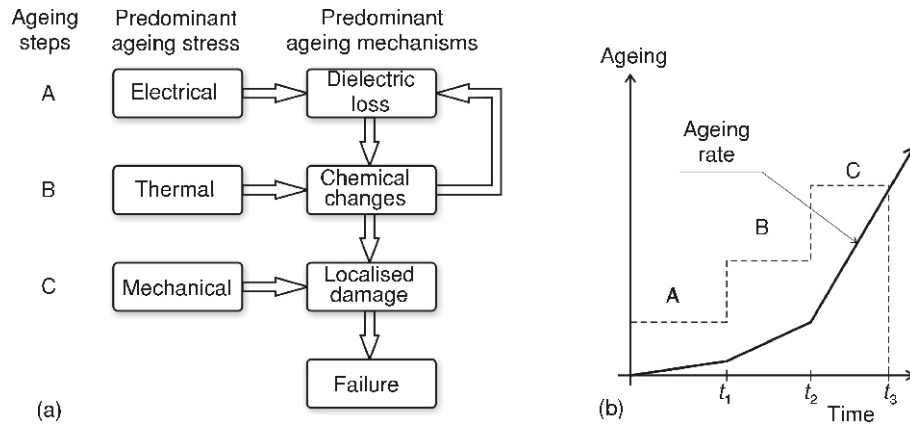 Ageing
steps
Predominant
ageing stress
Predominant
ageing mechanisms
A
Electrical
Dielectric
loss
B
Thermal
Chemical
changes
C
Mechanical
Localised
damage
Failure
(a)
Ageing
Ageing
rate
C
B
A
t1
t2
t3
(b)
Time